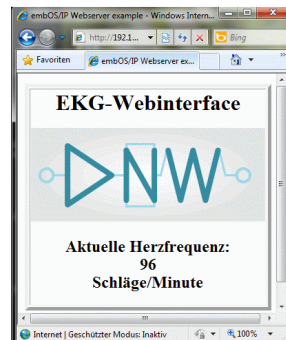 embOS/IP Webserver example - Windows Intern...
http://192.1...
Bing
Favoriten
embOS/IP Webserver ex...
EKG-Webinterface
DNW
Aktuelle Herzfrequenz:
96
Schläge/Minute
Internet | Geschützter Modus: Inaktiv
100%